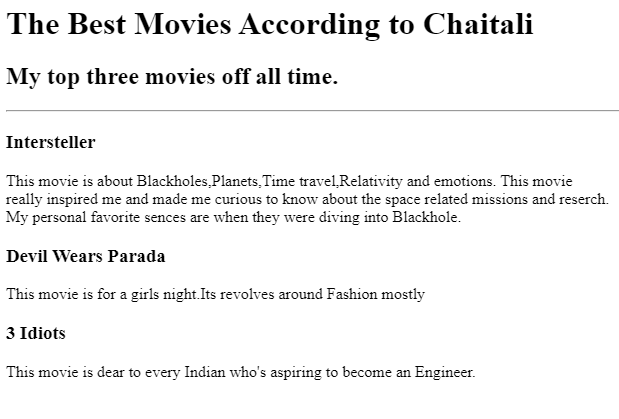 The Best Movies According to Chaitali
My top three movies off all time.
Intersteller
This movie is about Blackholes,Planets,Time travel,Relativity and emotions. This movie
really inspired me and made me curious to know about the space related missions and reserch.
My personal favorite sences are when they were diving into Blackhole.
Devil Wears Parada
This movie is for a girls night.Its revolves around Fashion mostly
3 Idiots
This movie is dear to every Indian who's aspiring to become an Engineer.